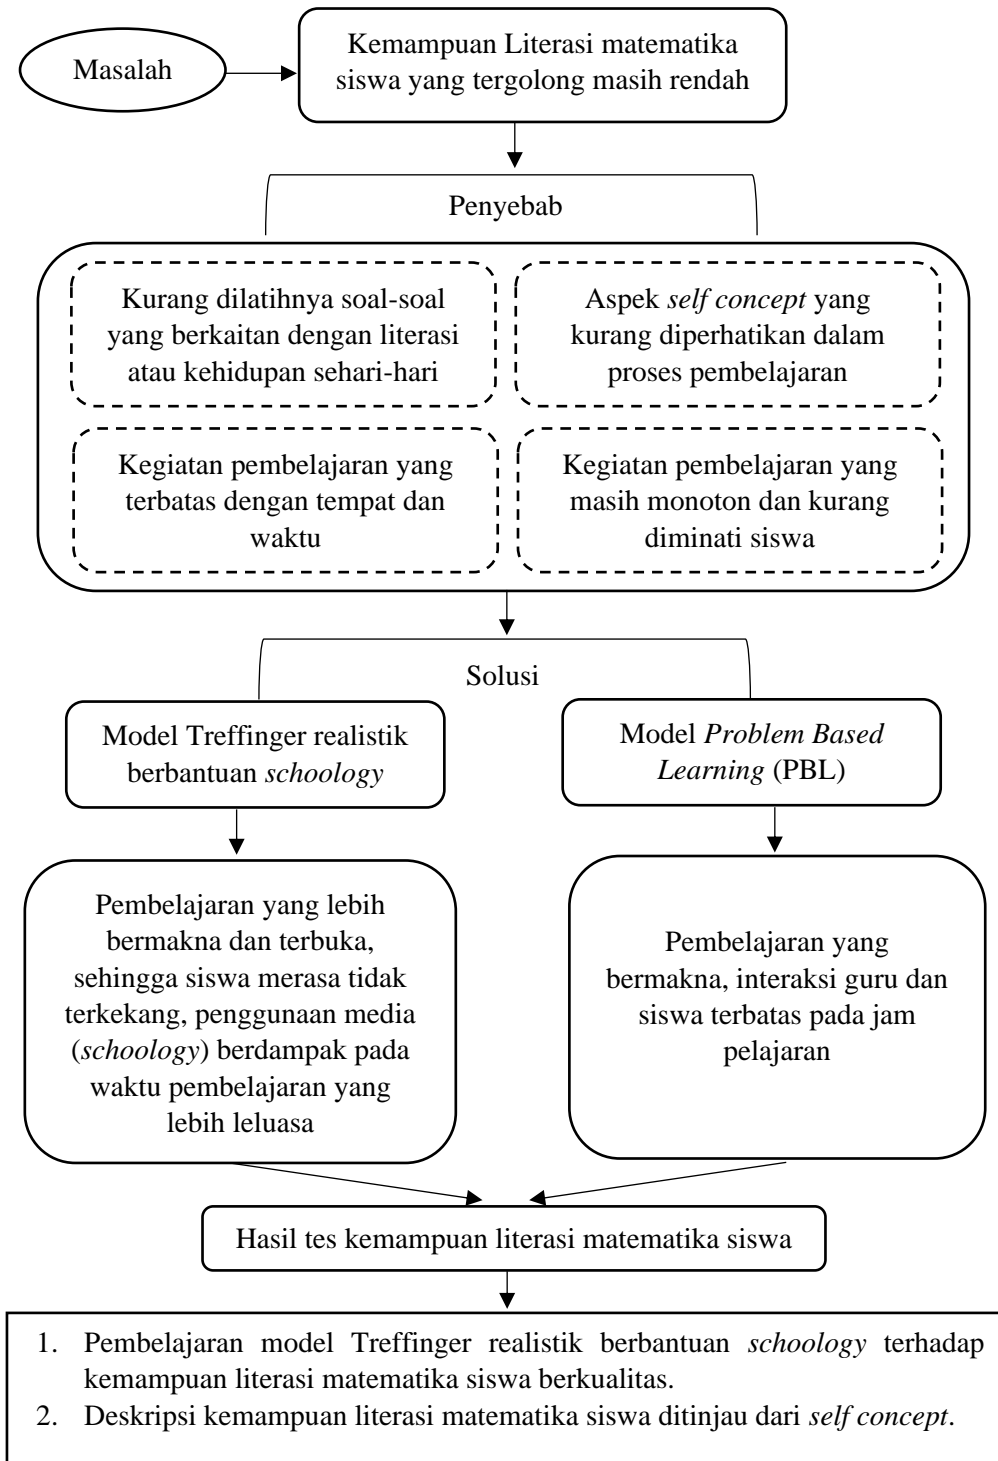 Masalah
Kemampuan Literasi matematika
siswa yang tergolong masih rendah
Penyebab
Kurang dilatihnya soal-soal
yang berkaitan dengan literasi
atau kehidupan sehari-hari
Aspek self concept yang
kurang diperhatikan dalam
proses pembelajaran
Kegiatan pembelajaran yang
terbatas dengan tempat dan
waktu
Kegiatan pembelajaran yang
masih monoton dan kurang
diminati siswa
Solusi
Model Treffinger realistik
berbantuan schoology
Model Problem Based
Learning (PBL)
Pembelajaran yang lebih
bermakna dan terbuka,
sehingga siswa merasa tidak
terkekang, penggunaan media
(schoology) berdampak pada
waktu pembelajaran yang
lebih leluasa
Pembelajaran yang
bermakna, interaksi guru dan
siswa terbatas pada jam
pelajaran
Hasil tes kemampuan literasi matematika siswa
1. Pembelajaran model Treffinger realistik berbantuan schoology terhadap
kemampuan literasi matematika siswa berkualitas.
2. Deskripsi kemampuan literasi matematika siswa ditinjau dari self concept.